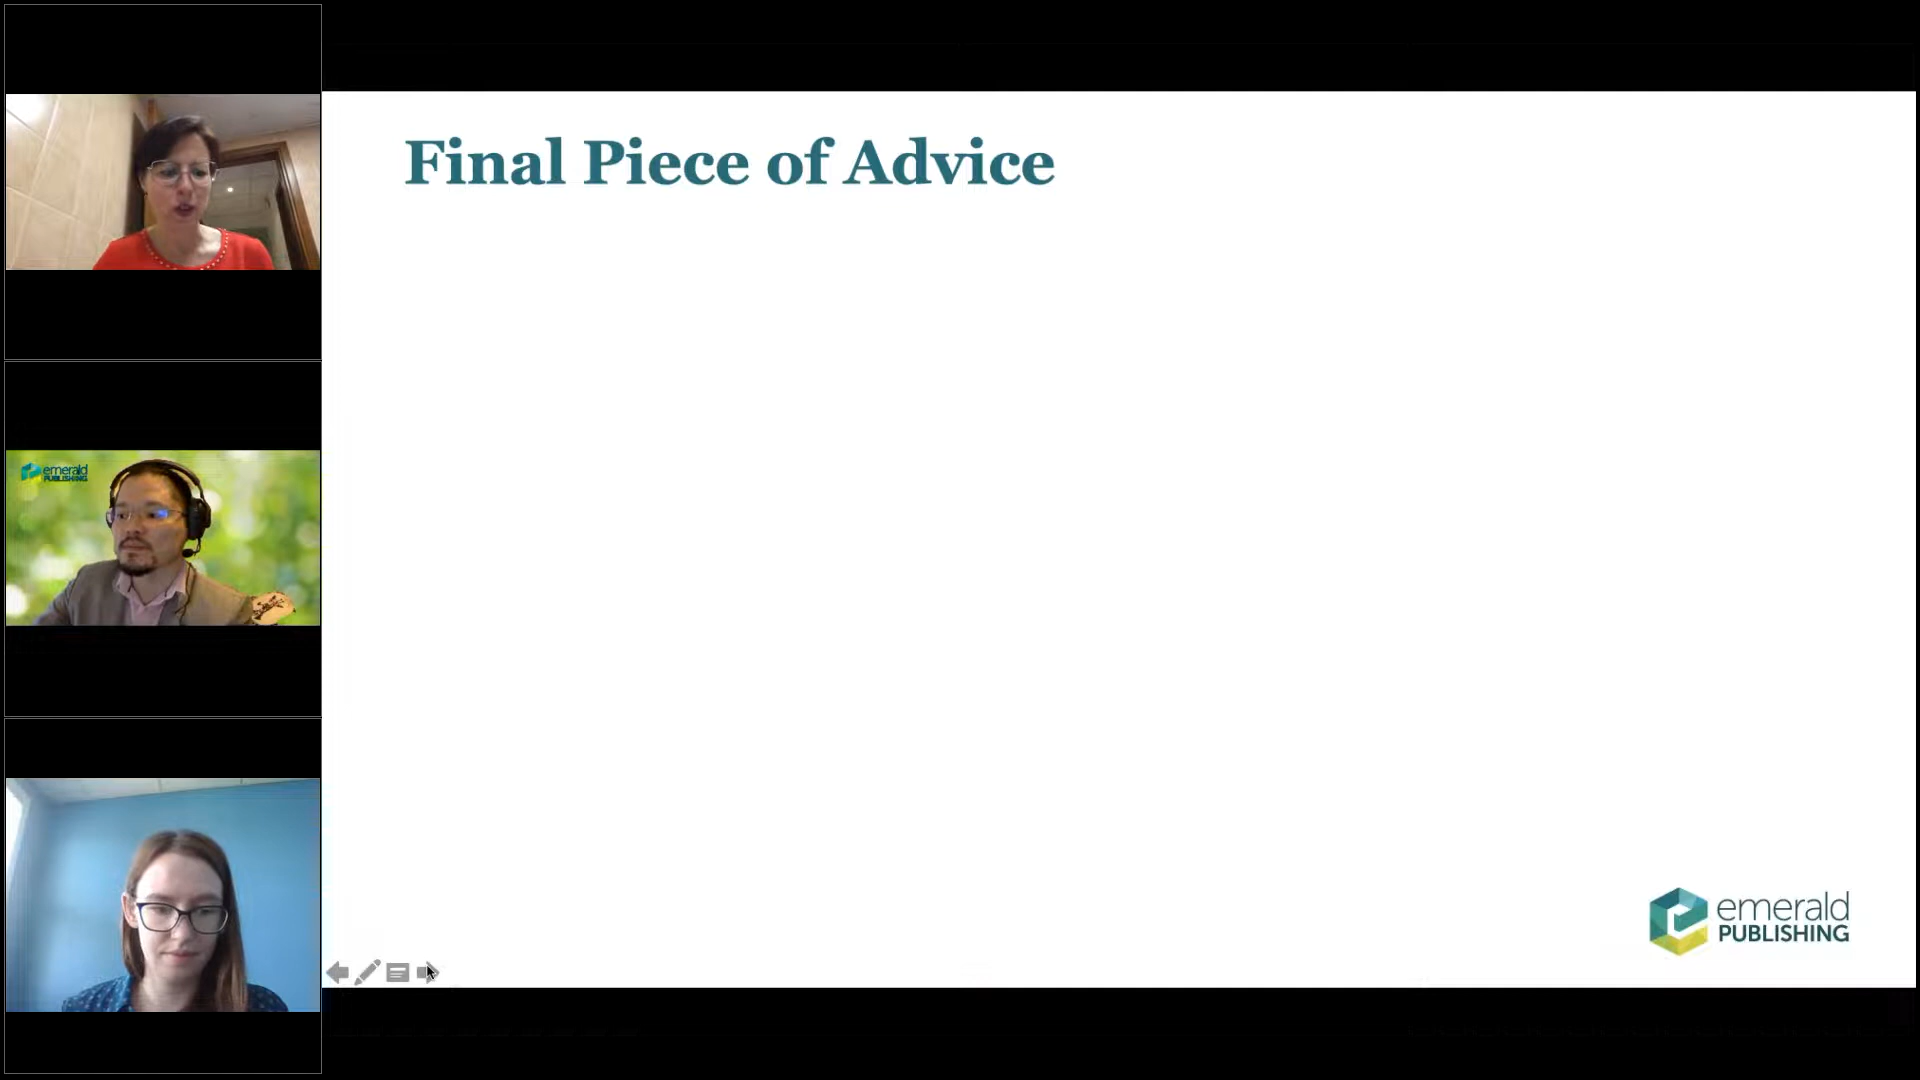 Final Piece of Advice
emerald
PUBLISHING
emerald
PUBLISHING